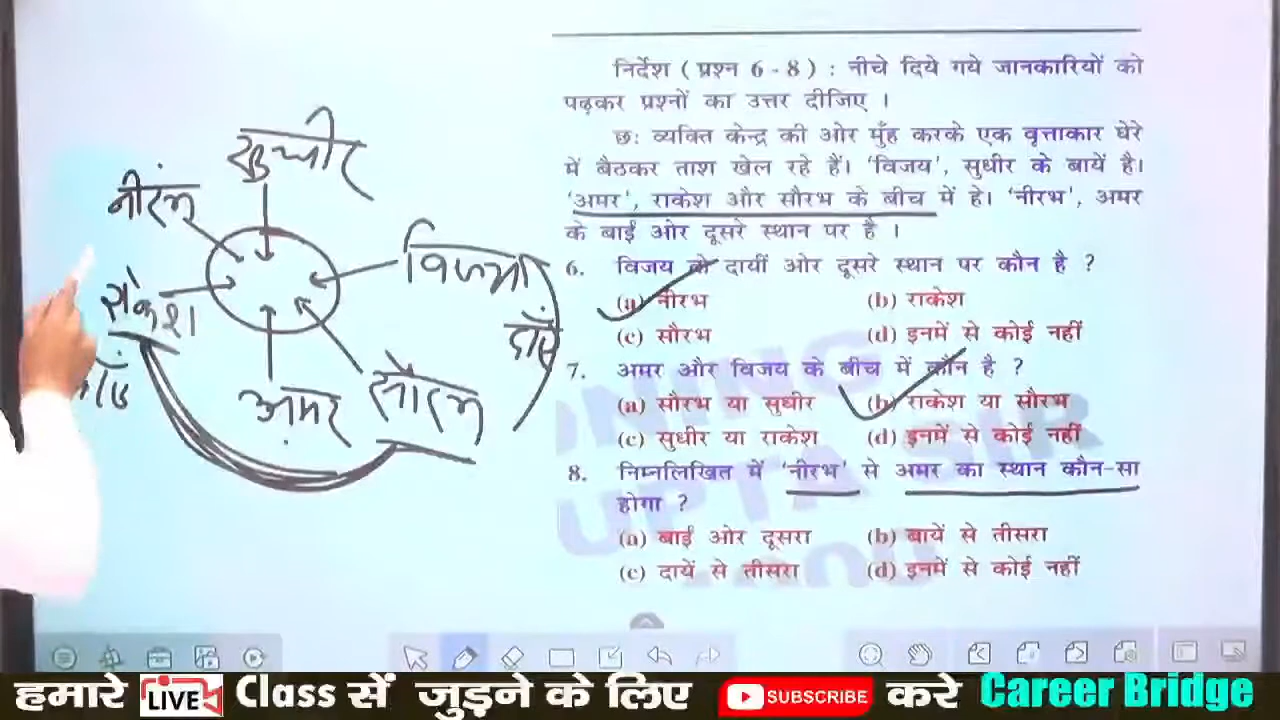 निर्देश ( प्रश्न 6 - 8 ) : नीचे दिये गये जानकारियों को
पढ़कर प्रश्नों का उत्तर दीजिए ।
छः व्यक्ति केन्द्र की ओर मुँह करके एक वृत्ताकार घेरे
में बैठकर ताश खेल रहे हैं। 'विजय', सुधीर के बायें है।
'अमर', राकेश और सौरभ के बीच में हे। 'नीरभ', अमर
के बाईं ओर दूसरे स्थान पर है ।
6. विजय के दायीं ओर दूसरे स्थान पर कौन है ?
(a) नीरभ (b) राकेश
(c) सौरभ (d) इनमें से कोई नहीं
7. अमर और विजय के बीच में कौन है ?
(a) सौरभ या सुधीर (b) राकेश या सौरभ
(c) सुधीर या राकेश (d) इनमें से कोई नहीं
8. निम्नलिखित में 'नीरभ' से अमर का स्थान कौन-सा
होगा ?
(a) बाईं ओर दूसरा (b) बायें से तीसरा
(c) दायें से तीसरा (d) इनमें से कोई नहीं
सुधीर
नीरभ
विजय
राकेश
दाँए
अमर
सौरभ
हमारे LIVE Class सें जुड़ने के लिए SUBSCRIBE करे Career Bridge